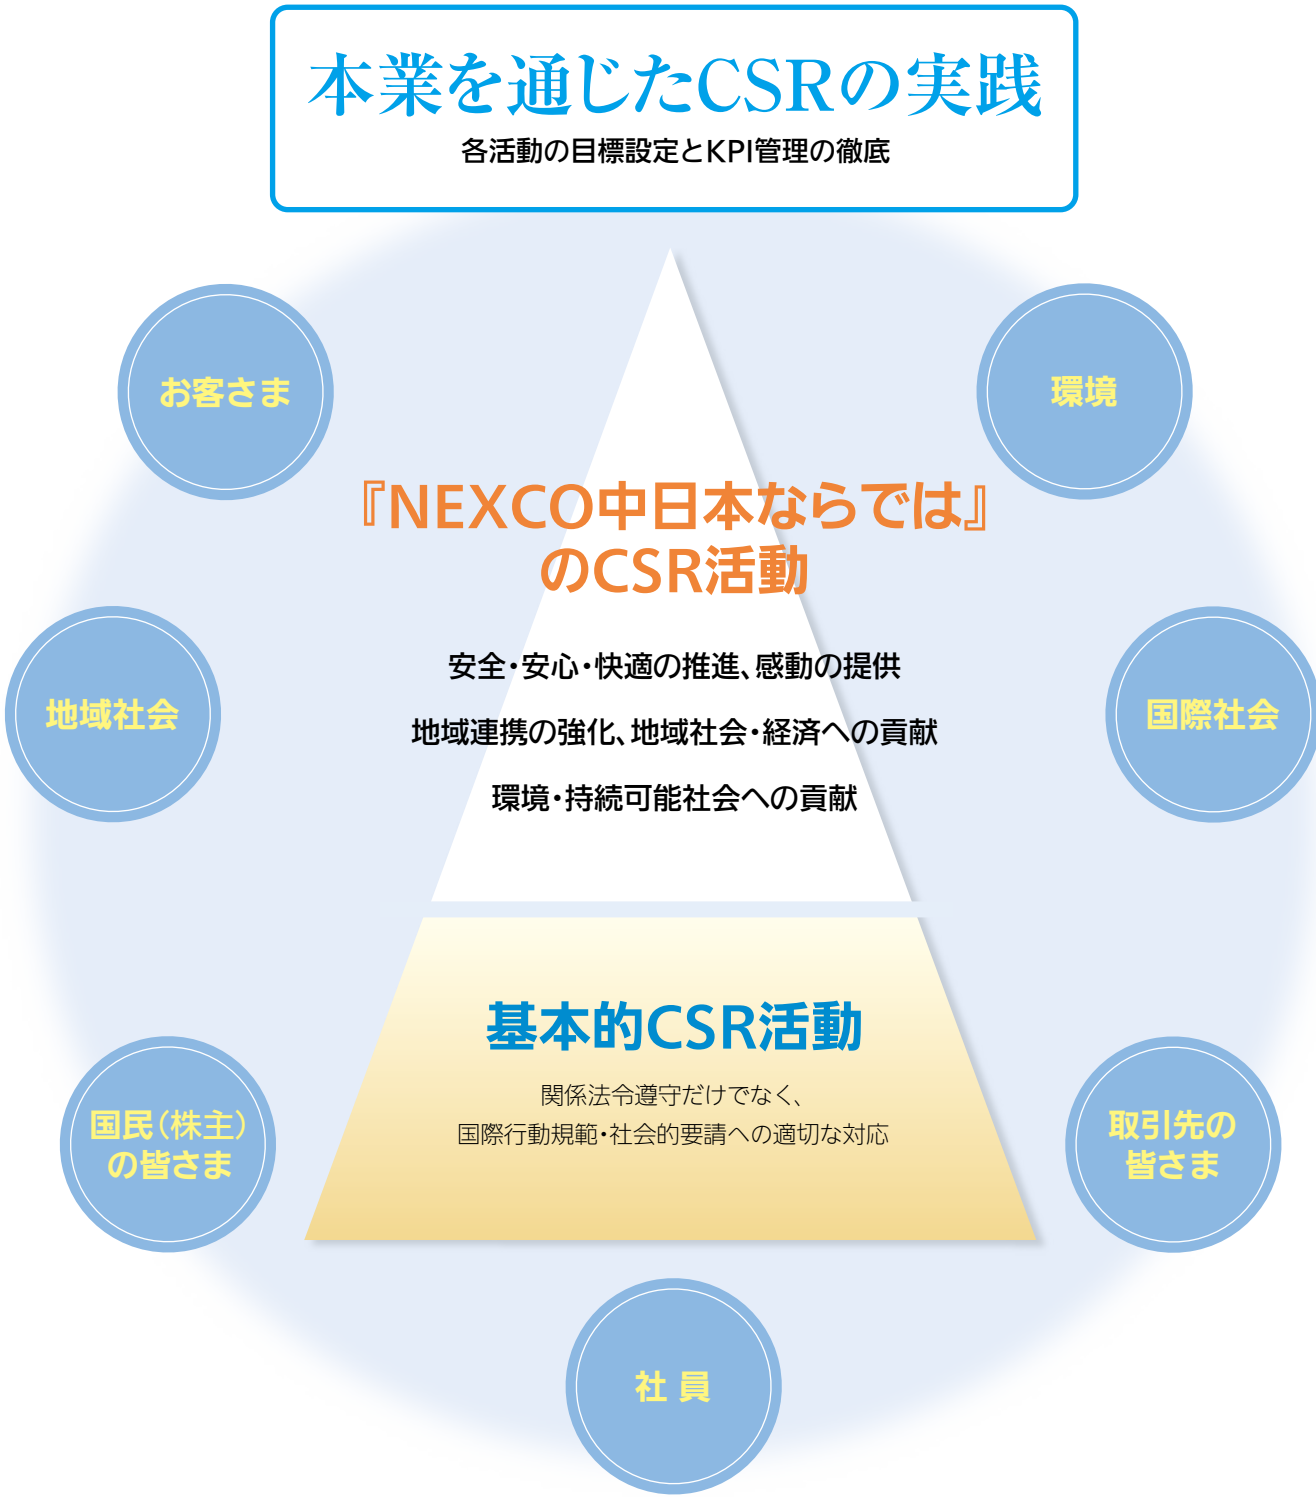 本業を通じたCSRの実践
各活動の目標設定とKPI管理の徹底
お客さま
環境
『NEXCO中日本ならでは』
のCSR活動
安全・安心・快適の推進、感動の提供
地域社会
国際社会
地域連携の強化、地域社会・経済への貢献
環境・持続可能社会への貢献
基本的CSR活動
関係法令遵守だけでなく、
国際行動規範・社会的要請への適切な対応
国民（株主）
の皆さま
取引先の
皆さま
社 員